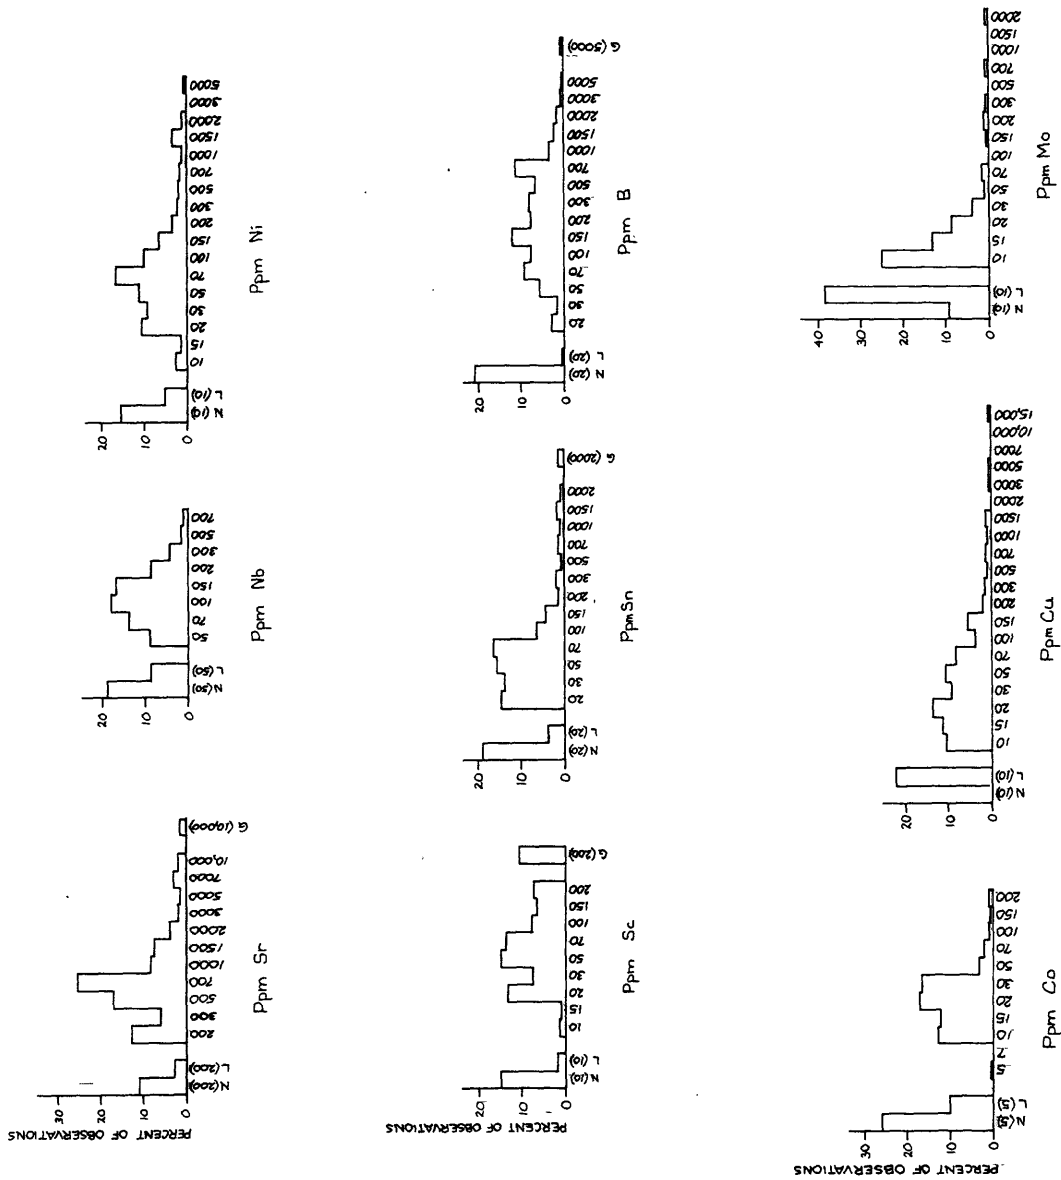 PERCENT OF OBSERVATIONS
30 20 10 0
N(200) L(200) 200 300 500 700 1000 1500 2000 3000 5000 7000 10,000 G(10,000)
Ppm Sr
20 10 0
N(50) L(50) 50 70 100 150 200 300 500 700
Ppm Nb
20 10 0
N(10) L(10) 10 15 20 30 50 70 100 150 200 300 500 700 1000 1500 2000 3000 5000
Ppm Ni
PERCENT OF OBSERVATIONS
20 10 0
N(10) L(10) 10 15 20 30 50 70 100 150 200 G(200)
Ppm Sc
20 10 0
N(20) L(20) 20 30 50 70 100 150 200 300 500 700 1000 1500 2000 G(2000)
Ppm Sn
20 10 0
N(20) L(20) 20 30 50 70 100 150 200 300 500 700 1000 1500 2000 3000 5000 G(5000)
Ppm B
PERCENT OF OBSERVATIONS
30 20 10 0
N(5) L(5) 5 7 10 15 20 30 50 70 100 150 200
Ppm Co
20 10 0
N(10) L(10) 10 15 20 30 50 70 100 150 200 300 500 700 1000 1500 2000 3000 5000 7000 10,000 15,000
Ppm Cu
40 30 20 10 0
N(10) L(10) 10 15 20 30 50 70 100 150 200 300 500 700 1000 1500 2000
Ppm Mo